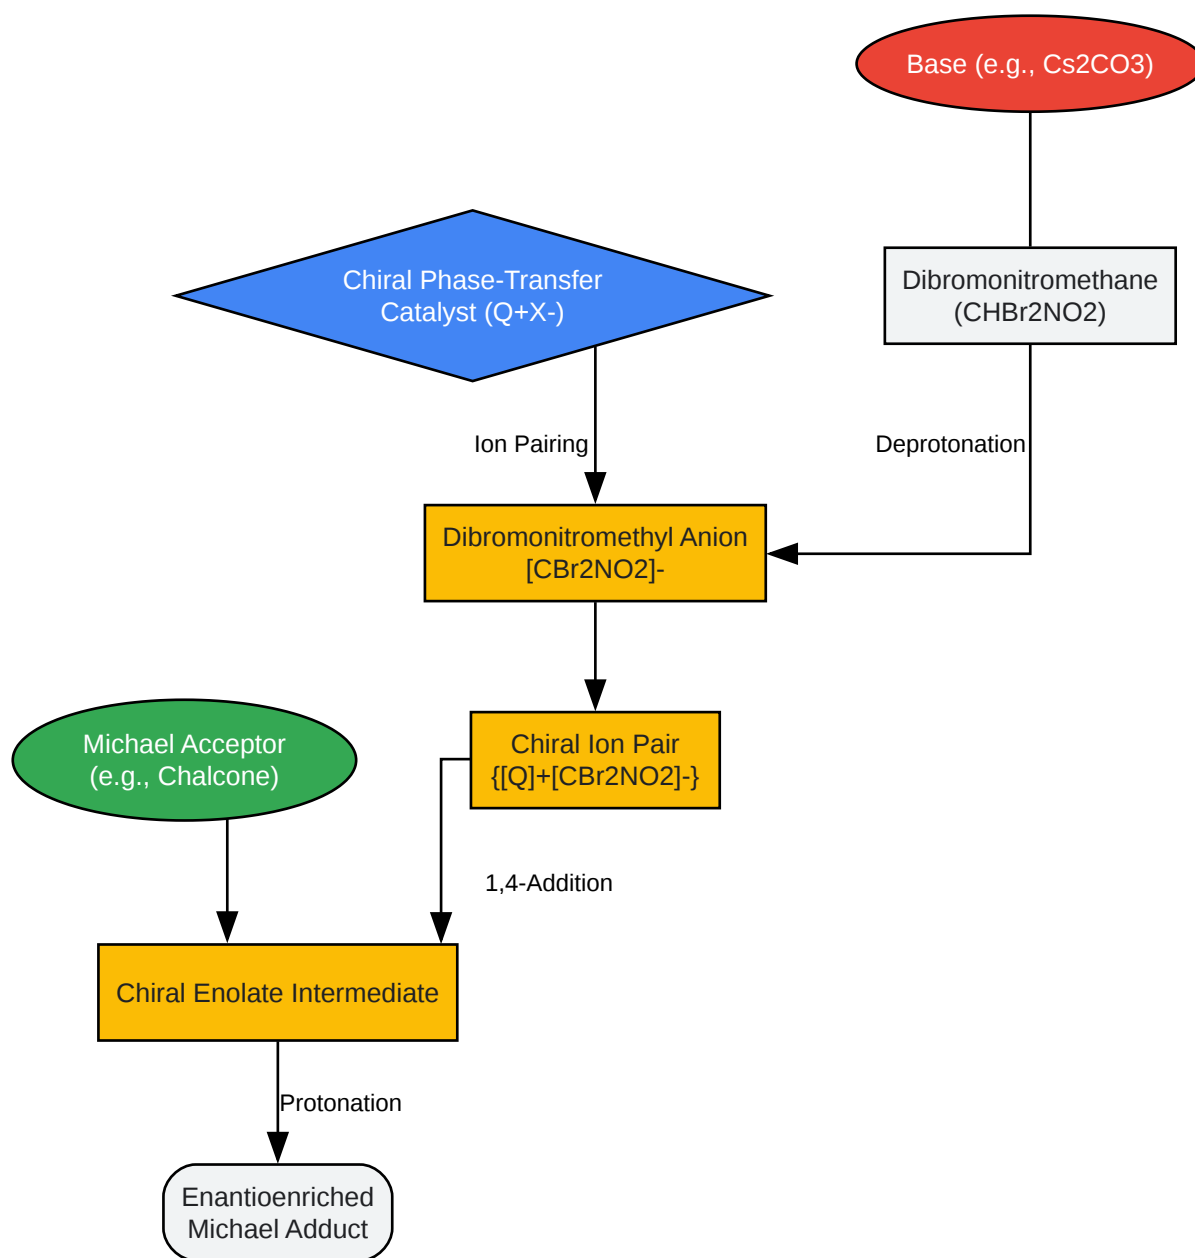 Base (e.g., Cs2CO3)
Chiral Phase-Transfer
Catalyst (Q+X-)
Dibromonitromethane
(CHBr2NO2)
Ion Pairing
Deprotonation
Dibromonitromethyl Anion
[CBr2NO2]-
Michael Acceptor
(e.g., Chalcone)
Chiral Ion Pair
{[Q]+[CBr2NO2]-}
1,4-Addition
Chiral Enolate Intermediate
Protonation
Enantioenriched
Michael Adduct